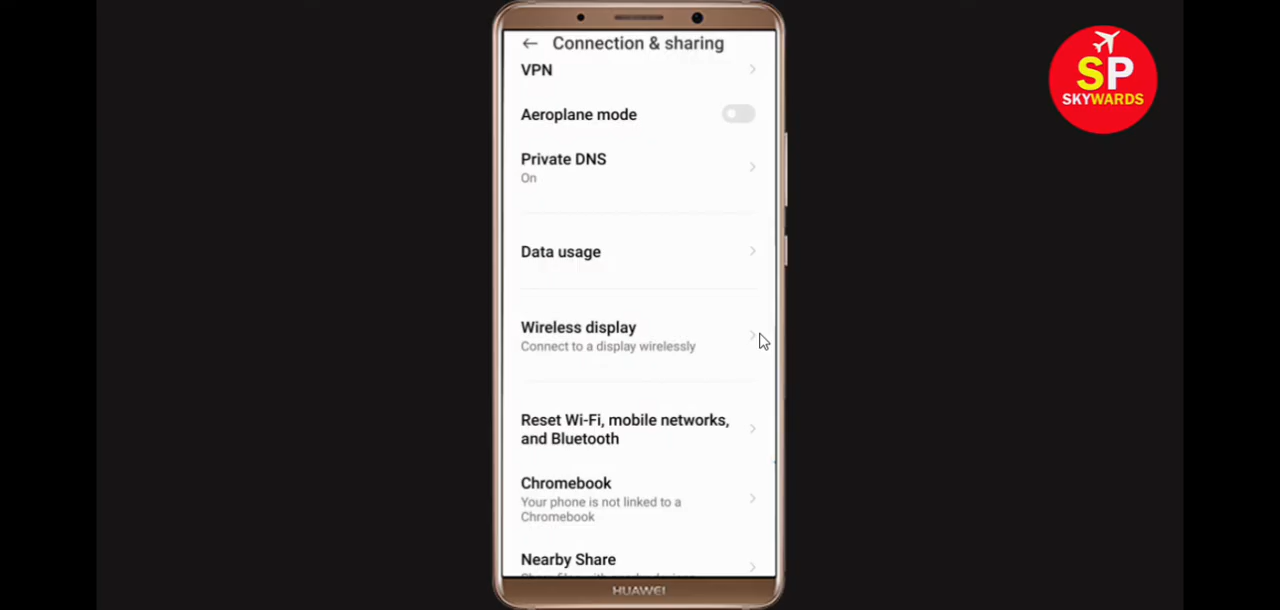 Connection & sharing
VPN
Aeroplane mode
Private DNS
On
Data usage
Wireless display
Connect to a display wirelessly
Reset Wi-Fi, mobile networks,
and Bluetooth
Chromebook
Your phone is not linked to a
Chromebook
Nearby Share
HUAWEI
SP
SKYWARDS